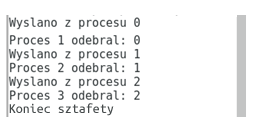 Wyslano z procesu 0
Proces 1 odebral: 0
Wyslano z procesu 1
Proces 2 odebral: 1
Wyslano z procesu 2
Proces 3 odebral: 2
Koniec sztafety